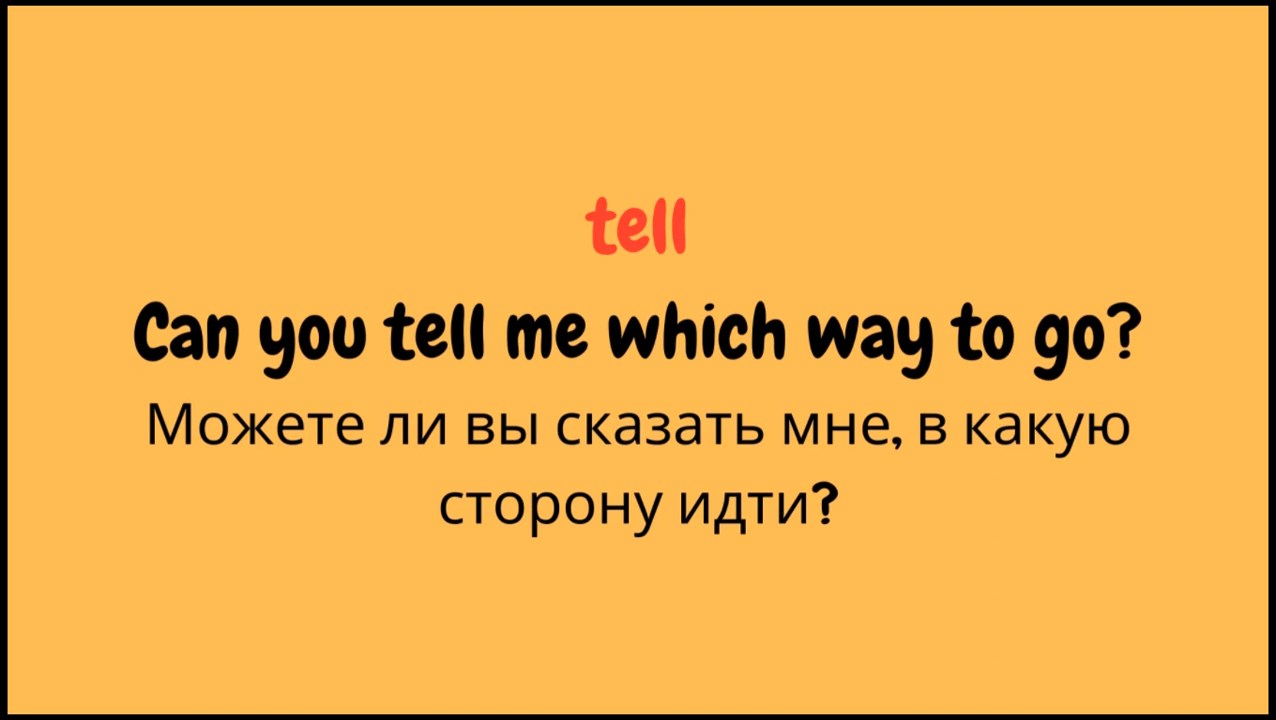 tell
Can you tell me which way to go?
Можете ли вы сказать мне, в какую
сторону идти?